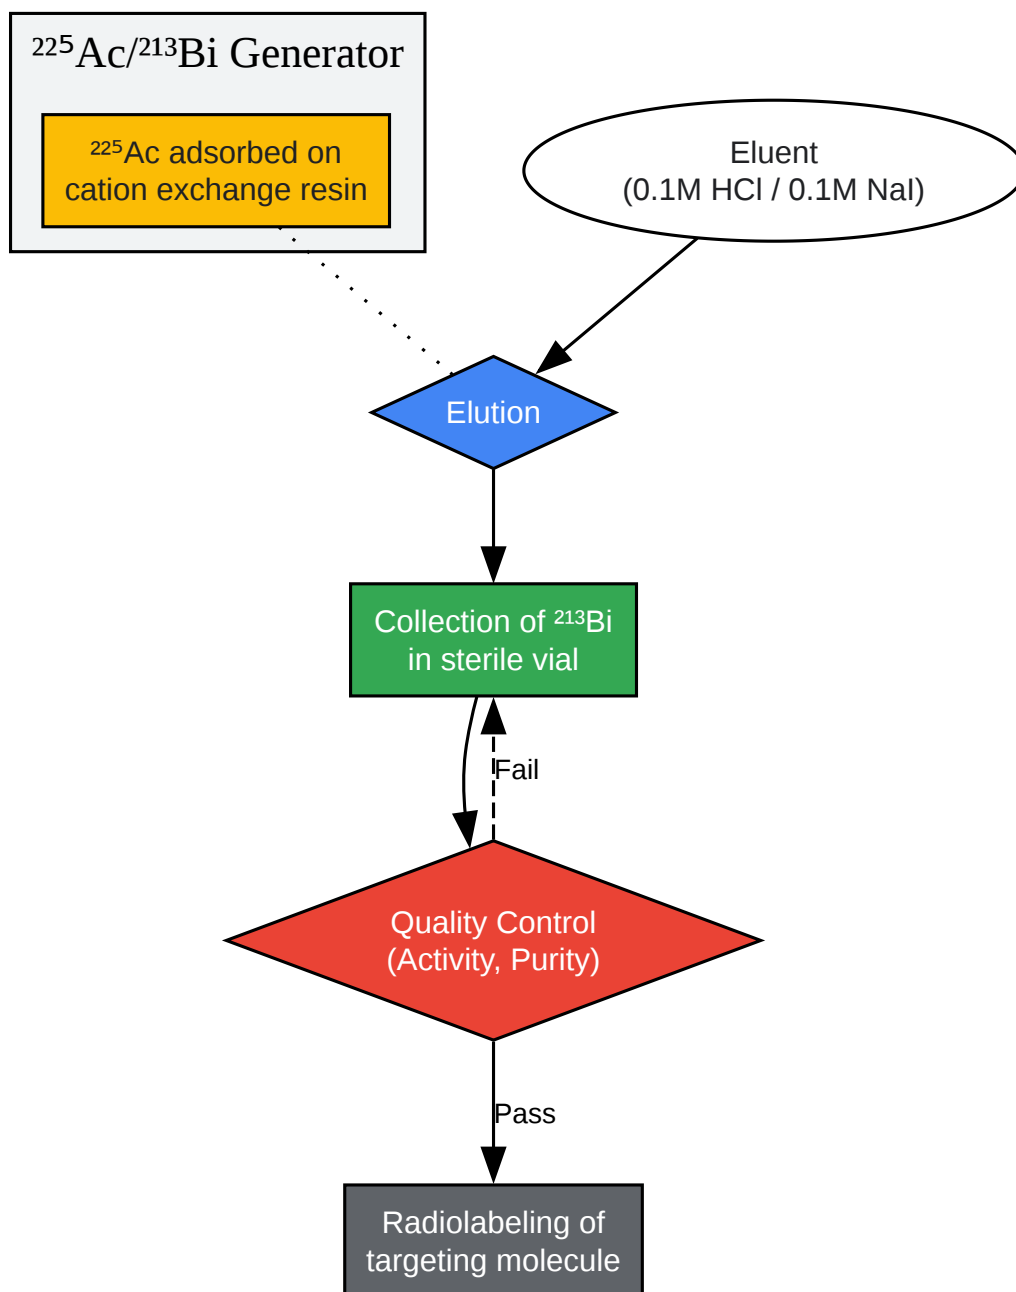 ²²⁵Ac/²¹³Bi Generator
²²⁵Ac adsorbed on
cation exchange resin
Eluent
(0.1M HCl / 0.1M NaI)
Elution
Collection of ²¹³Bi
in sterile vial
Fail
Quality Control
(Activity, Purity)
Pass
Radiolabeling of
targeting molecule